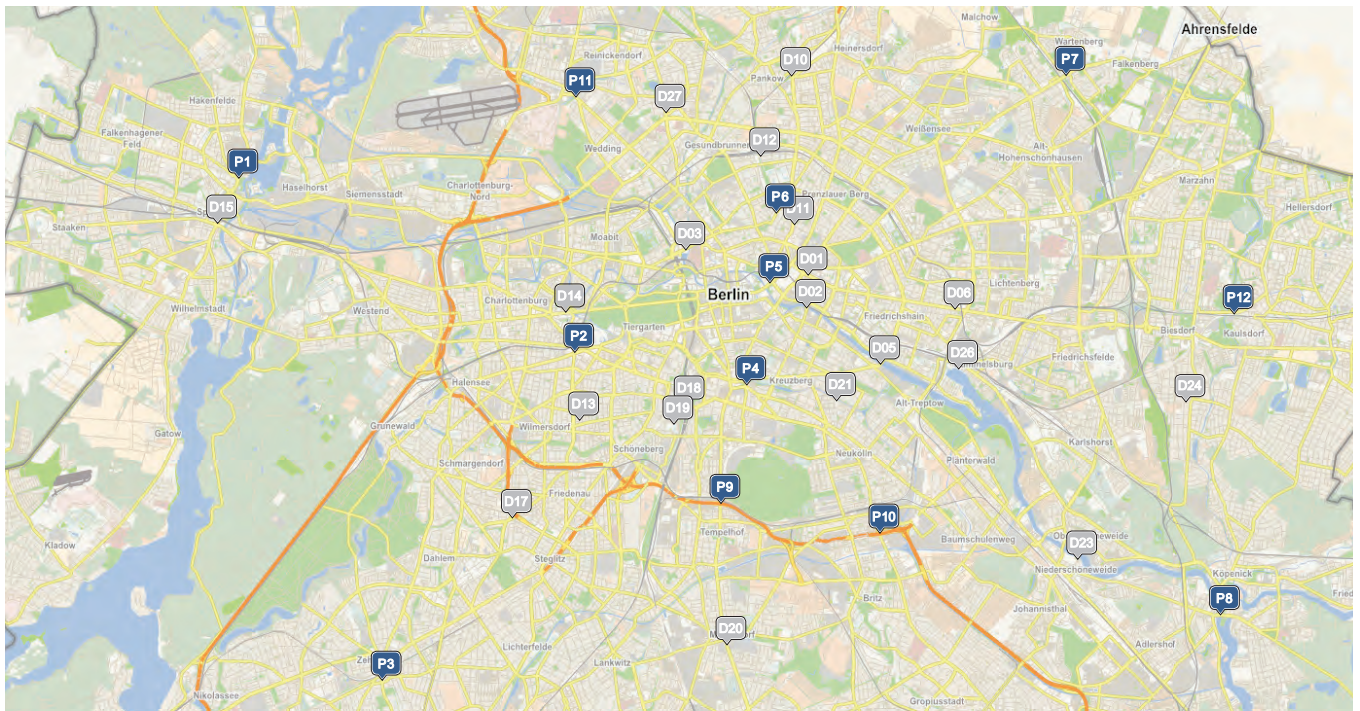 Malchow
Wartenberg
Ahrensfelde
Heinersdorf
Reinickendorf
D10
P7
Falkenberg
Pankow
P11
D27
Hakenfelde
Weißensee
Falkenhagener
Feld
D12
Gesundbrunnen
Wedding
Alt-
Hohenschönhausen
P1
Haselhorst
Siemensstadt
Charlottenburg-
Nord
Marzahn
P6
Prenzlauer Berg
D11
D15
Hellersdorf
Staaken
D03
Moabit
D01
P5
Lichtenberg
Berlin
D02
D06
P12
D14
Charlottenburg
Wilhelmstadt
Westend
Friedrichshain
Tiergarten
Biesdorf
Kaulsdorf
P2
D05
D26
Friedrichsfelde
P4
Kreuzberg
Halensee
D18
D21
D24
D13
D19
Alt-Treptow
Grunewald
Wilmersdorf
Gatow
Karlshorst
Schöneberg
Neukölln
Schmargendorf
Plänterwald
P9
Friedenau
D17
P10
Tempelhof
Baumschulenweg
D23
Kladow
Dahlem
Steglitz
Niederschöneweide
Köpenick
P8
Britz
Johannisthal
D20
Adlershof
Lichterfelde
P3
Lankwitz
Nikolassee
Gropiusstadt